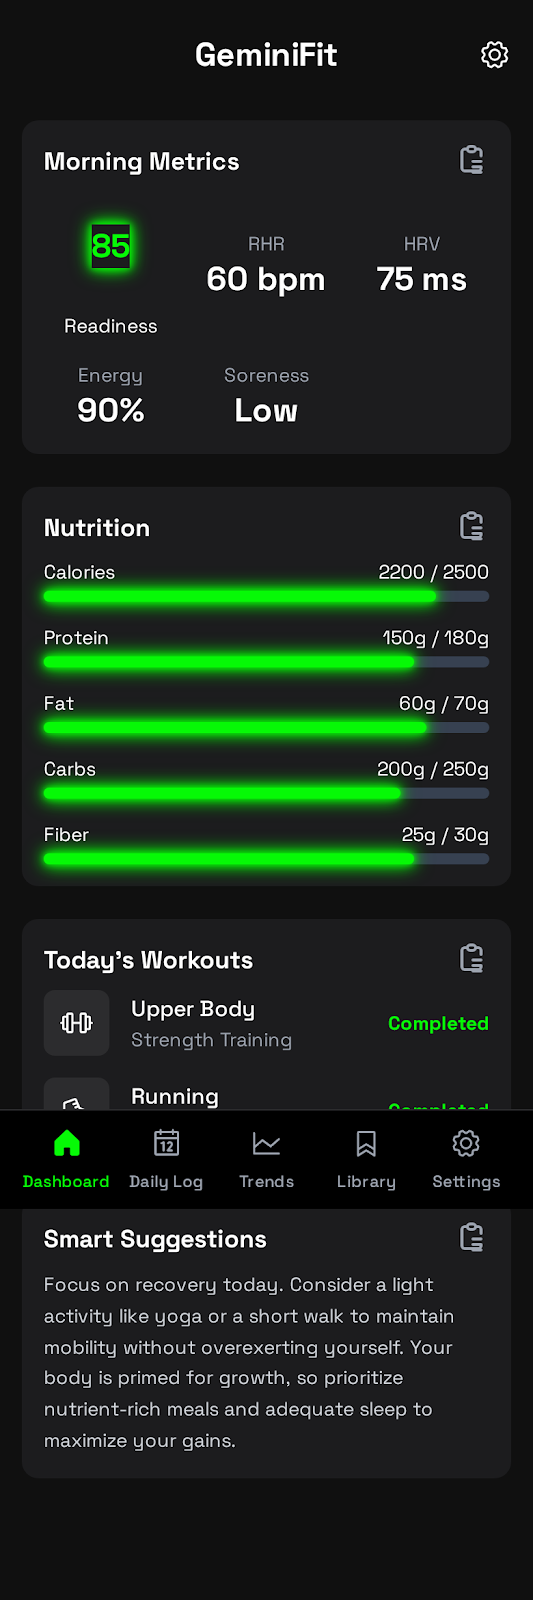 GeminiFit
Morning Metrics
85
Readiness
RHR
60 bpm
HRV
75 ms
Energy
90%
Soreness
Low
Nutrition
Calories 2200 / 2500
Protein 150g / 180g
Fat 60g / 70g
Carbs 200g / 250g
Fiber 25g / 30g
Today's Workouts
Upper Body
Strength Training
Completed
Running
Completed
12
Dashboard Daily Log Trends Library Settings
Smart Suggestions
Focus on recovery today. Consider a light
activity like yoga or a short walk to maintain
mobility without overexerting yourself. Your
body is primed for growth, so prioritize
nutrient-rich meals and adequate sleep to
maximize your gains.